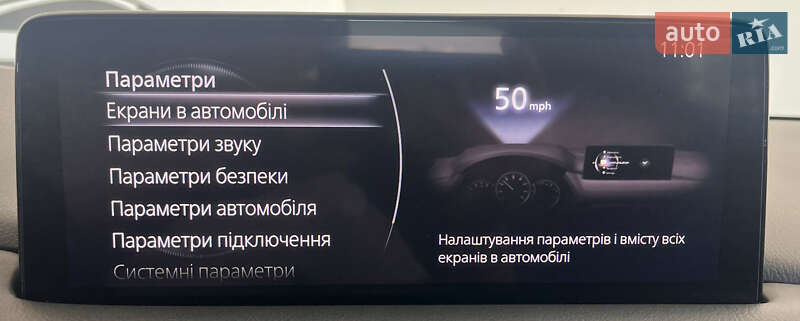 auto RIA.com
11:01
Параметри
Екрани в автомобілі
Параметри звуку
Параметри безпеки
Параметри автомобіля
Параметри підключення
Системні параметри
50 mph
Налаштування параметрів і вмісту всіх
екранів в автомобілі